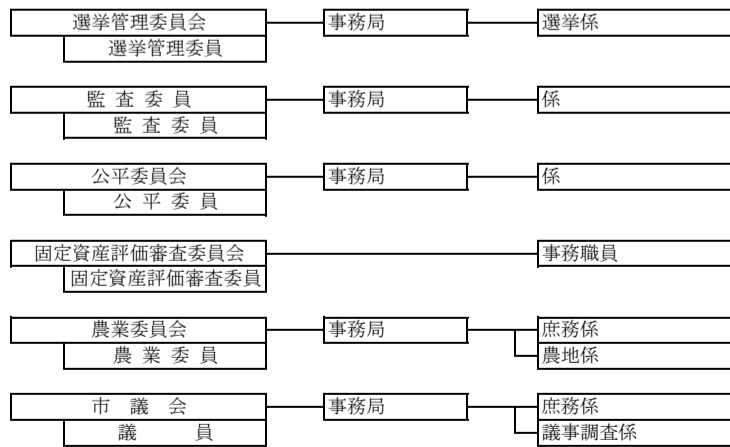 選挙管理委員会 事務局 選挙係
選挙管理委員
監査委員 事務局 係
監査委員
公平委員会 事務局 係
公平委員
固定資産評価審査委員会 事務職員
固定資産評価審査委員
農業委員会 事務局 庶務係
農業委員 農地係
市議会 事務局 庶務係
議員 議事調査係